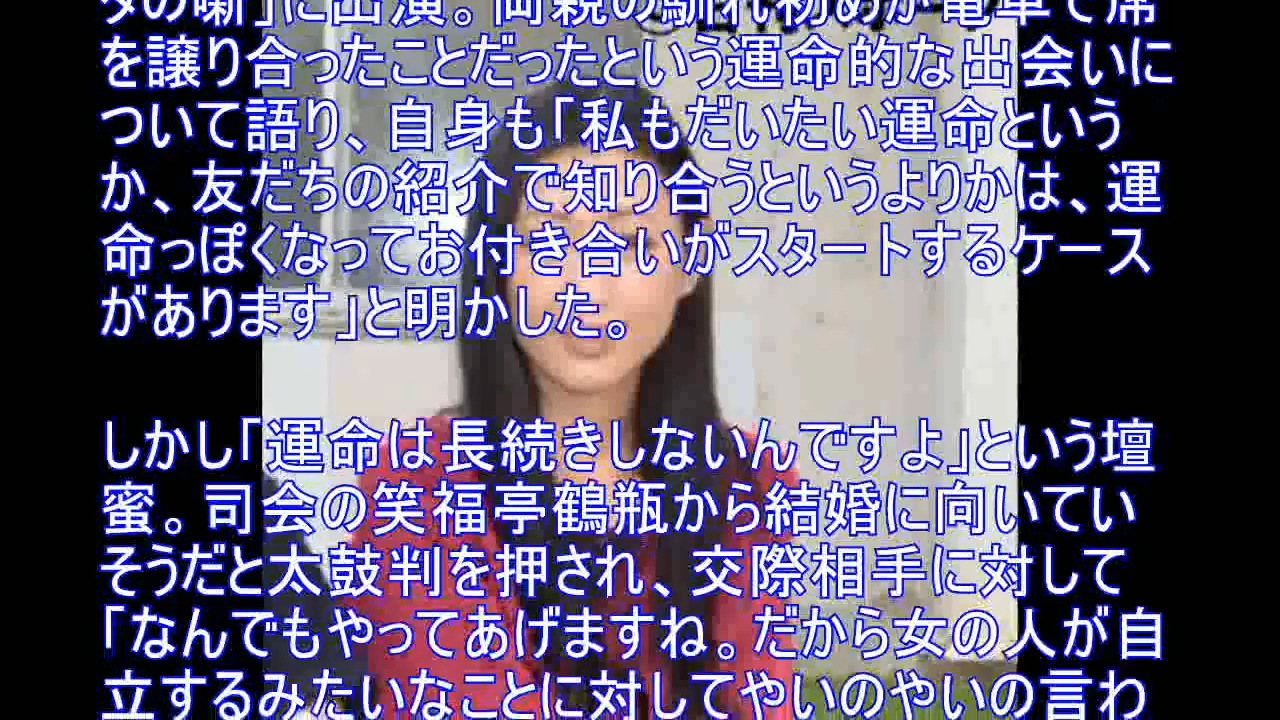 タの噺」に出演。両親の馴れ初めが電車で席
を譲り合ったことだったという運命的な出会いに
ついて語り、自身も「私もだいたい運命という
か、友だちの紹介で知り合うというよりかは、運
命っぽくなってお付き合いがスタートするケース
があります」と明かした。
しかし「運命は長続きしないんですよ」という壇
蜜。司会の笑福亭鶴瓶から結婚に向いてい
そうだと太鼓判を押され、交際相手に対して
「なんでもやってあげますね。だから女の人が自
立するみたいなことに対してやいのやいの言わ